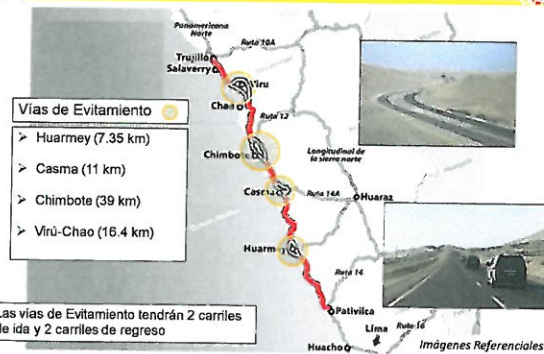 Panamericana
Norte
Ruta 10A
Trujillo
Salaverry
Viru
Chao
Ruta 12
Vías de Evitamiento
➢ Huarmey (7.35 km)
➢ Casma (11 km)
➢ Chimbote (39 km)
➢ Virú-Chao (16.4 km)
Longitudinal de
la sierra norte
Chimbote
Casma
Ruta 14A
Huaraz
Huarmey
Ruta 14
Pativilca
Las vías de Evitamiento tendrán 2 carriles
de ida y 2 carriles de regreso
Lima
Ruta 16
Huacho
Imágenes Referenciales